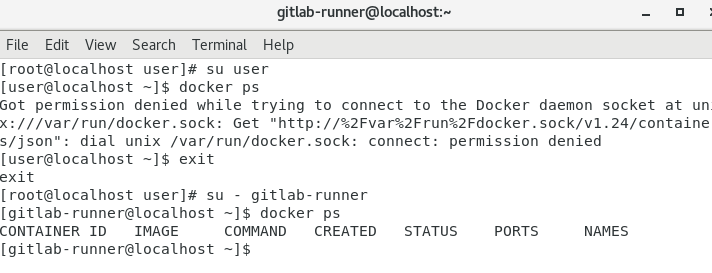 gitlab-runner@localhost:~
File Edit View Search Terminal Help
[root@localhost user]# su user
[user@localhost ~]$ docker ps
Got permission denied while trying to connect to the Docker daemon socket at uni
x:///var/run/docker.sock: Get "http://%2Fvar%2Frun%2Fdocker.sock/v1.24/container
s/json": dial unix /var/run/docker.sock: connect: permission denied
[user@localhost ~]$ exit
exit
[root@localhost user]# su - gitlab-runner
[gitlab-runner@localhost ~]$ docker ps
CONTAINER ID   IMAGE     COMMAND   CREATED   STATUS    PORTS     NAMES
[gitlab-runner@localhost ~]$